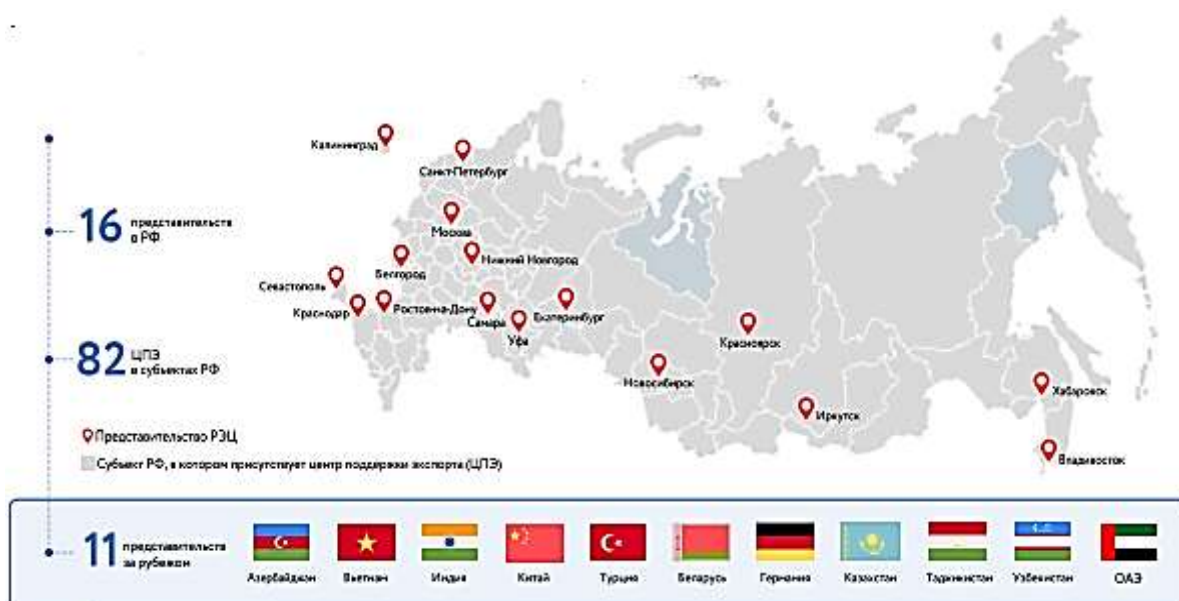 Калининград
Санкт-Петербург
16 представительств
в РФ
Москва
Нижний Новгород
Белгород
Севастополь
Краснодар
Ростов-на-Дону
Самара
Уфа
Екатеринбург
Красноярск
82 ЦПЭ
в субъектах РФ
Новосибирск
Иркутск
Хабаровск
Владивосток
Представительство РЭЦ
Субъект РФ, в котором присутствует центр поддержки экспорта (ЦПЭ)
11 представительств
за рубежом
Азербайджан
Вьетнам
Индия
Китай
Турция
Беларусь
Германия
Казахстан
Таджикистан
Узбекистан
ОАЭ